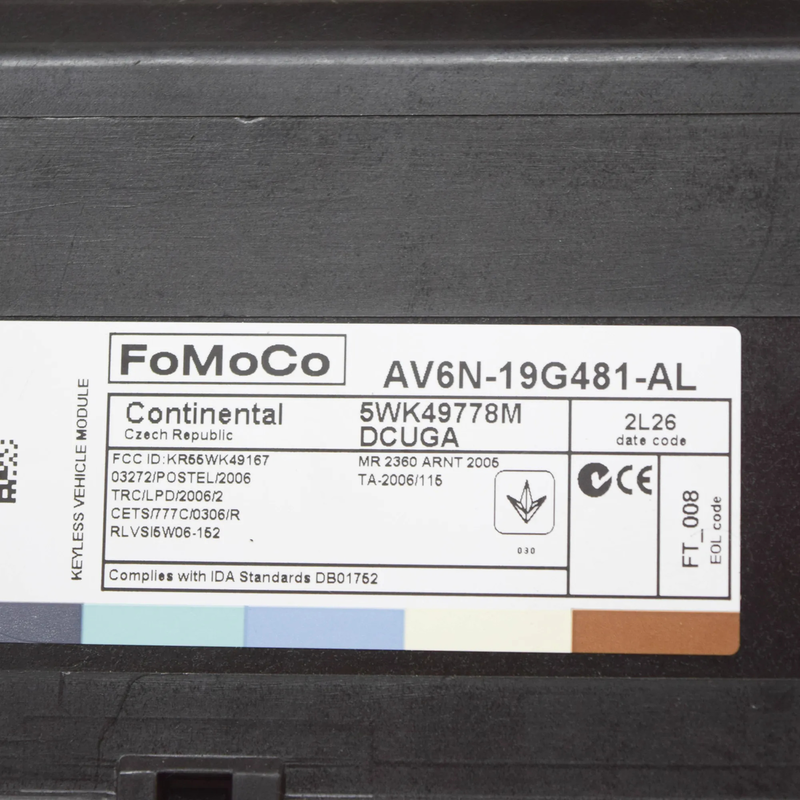 FoMoCo
AV6N-19G481-AL
KEYLESS VEHICLE MODULE
Continental
Czech Republic
5WK49778M
DCUGA
2L26
date code
FCC ID:KR55WK49167
03272/POSTEL/2006
TRC/LPD/2006/2
CETS/777C/0306/R
RLVSI5W06-152
MR 2360 ARNT 2005
TA-2006/115
030
CE
FT_008
EOL code
Complies with IDA Standards DB01752